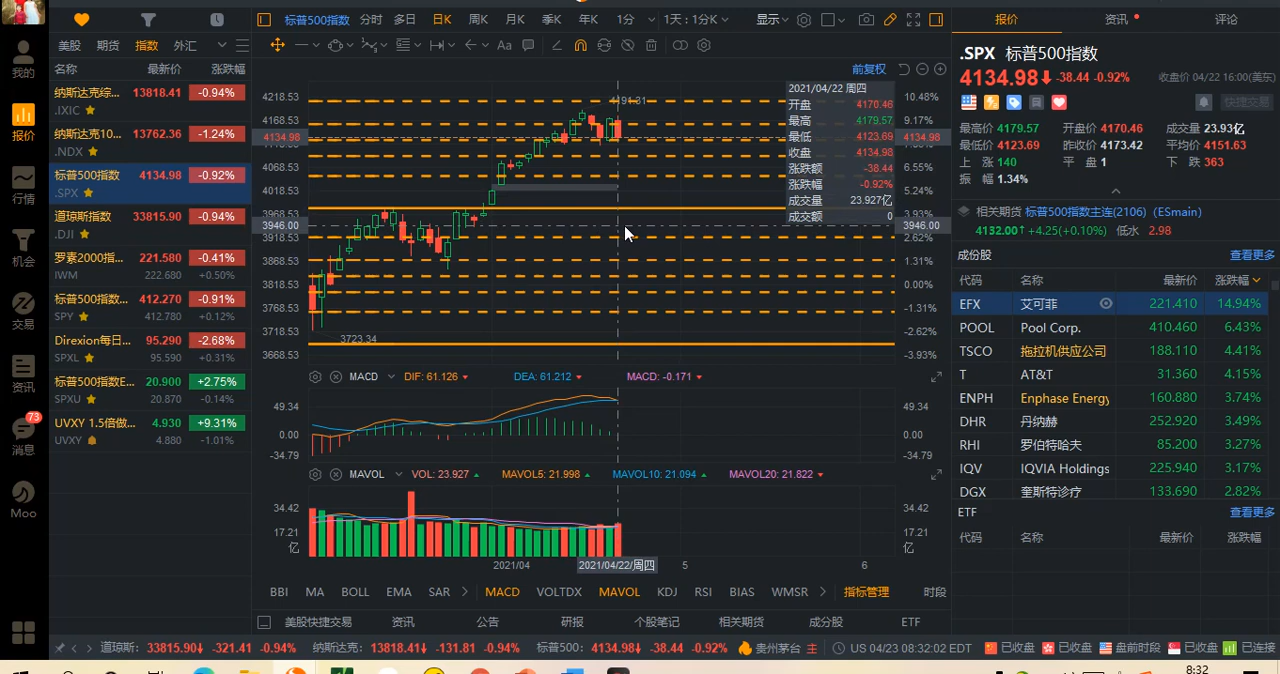 我的
报价
行情
机会
交易
资讯
73
消息
Moo
美股 期货 指数 外汇
名称 最新价 涨跌幅
纳斯达克综... 13818.41 -0.94%
.IXIC
纳斯达克10... 13762.36 -1.24%
.NDX
标普500指数 4134.98 -0.92%
.SPX
道琼斯指数 33815.90 -0.94%
.DJI
罗素2000指... 221.580 -0.41%
IWM 222.680 +0.50%
标普500指数... 412.270 -0.91%
SPY 412.780 +0.12%
Direxion每日... 95.290 -2.68%
SPXL 95.590 +0.31%
标普500指数E... 20.900 +2.75%
SPXU 20.870 -0.14%
UVXY 1.5倍做... 4.930 +9.31%
UVXY 4.880 -1.01%
标普500指数 分时 多日 日K 周K 月K 季K 年K 1分 1天 : 1分K 显示
Aa
前复权
4218.53 10.48%
4168.53
4134.98 4134.98
4068.53 6.55%
4018.53 5.24%
3968.53 3.93%
3946.00 3946.00
3918.53 2.62%
3868.53 1.31%
3818.53 0.00%
3768.53 -1.31%
3718.53 -2.62%
3668.53 -3.93%
4191.31
3723.34
2021/04/22 周四
开盘 4170.46
最高 4179.57
最低 4123.69
收盘 4134.98
涨跌额 -38.44
涨跌幅 -0.92%
成交量 23.927亿
成交额 0
MACD DIF: 61.126 DEA: 61.212 MACD: -0.171
49.34 49.34
0.00 0.00
-34.79 -34.79
MAVOL VOL: 23.927 MAVOL5: 21.998 MAVOL10: 21.094 MAVOL20: 21.822
34.42 34.42
17.21 17.21
亿 亿
2021/04 2021/04/22/周四 5 6
BBI MA BOLL EMA SAR MACD VOLTDX MAVOL KDJ RSI BIAS WMSR 指标管理 时段
美股快捷交易 资讯 公告 研报 个股笔记 相关期货 成分股 ETF
报价 资讯 评论
.SPX 标普500指数
4134.98 -38.44 -0.92% 收盘价 04/22 16:00(美东)
快捷交易
最高价 4179.57 开盘价 4170.46 成交量 23.93亿
最低价 4123.69 昨收价 4173.42 平均价 4151.63
上 涨 140 平 盘 1 下 跌 363
振 幅 1.34%
相关期货 标普500指数主连(2106) (ESmain)
4132.00↑ +4.25(+0.10%) 低水 2.98
成份股 查看更多
代码 名称 最新价 涨跌幅
EFX 艾可菲 221.410 14.94%
POOL Pool Corp. 410.460 6.43%
TSCO 拖拉机供应公司 188.110 4.41%
T AT&T 31.360 4.15%
ENPH Enphase Energy 160.880 3.74%
DHR 丹纳赫 252.920 3.49%
RHI 罗伯特哈夫 85.200 3.27%
IQV IQVIA Holdings 225.940 3.17%
DGX 奎斯特诊疗 133.690 2.82%
ETF 查看更多
代码 名称 最新价 涨跌幅
道琼斯: 33815.90↓ -321.41 -0.94% 纳斯达克: 13818.41↓ -131.81 -0.94% 标普500: 4134.98↓ -38.44 -0.92% 贵州茅台 主 US 04/23 08:32:02 EDT 已收盘 已收盘 盘前时段 已收盘 已连接
8:32